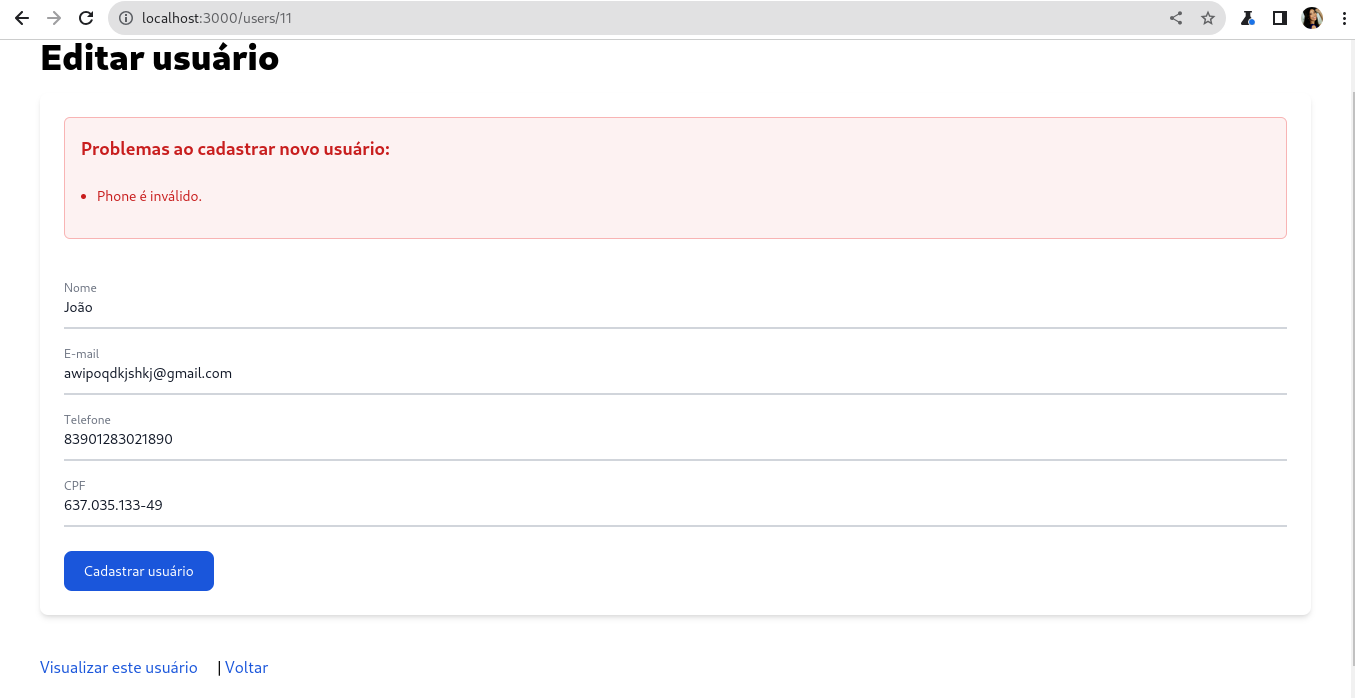 localhost:3000/users/11
Editar usuário
Problemas ao cadastrar novo usuário:
• Phone é inválido.
Nome
João
E-mail
awipoqdkjshkj@gmail.com
Telefone
83901283021890
CPF
637.035.133-49
Cadastrar usuário
Visualizar este usuário | Voltar